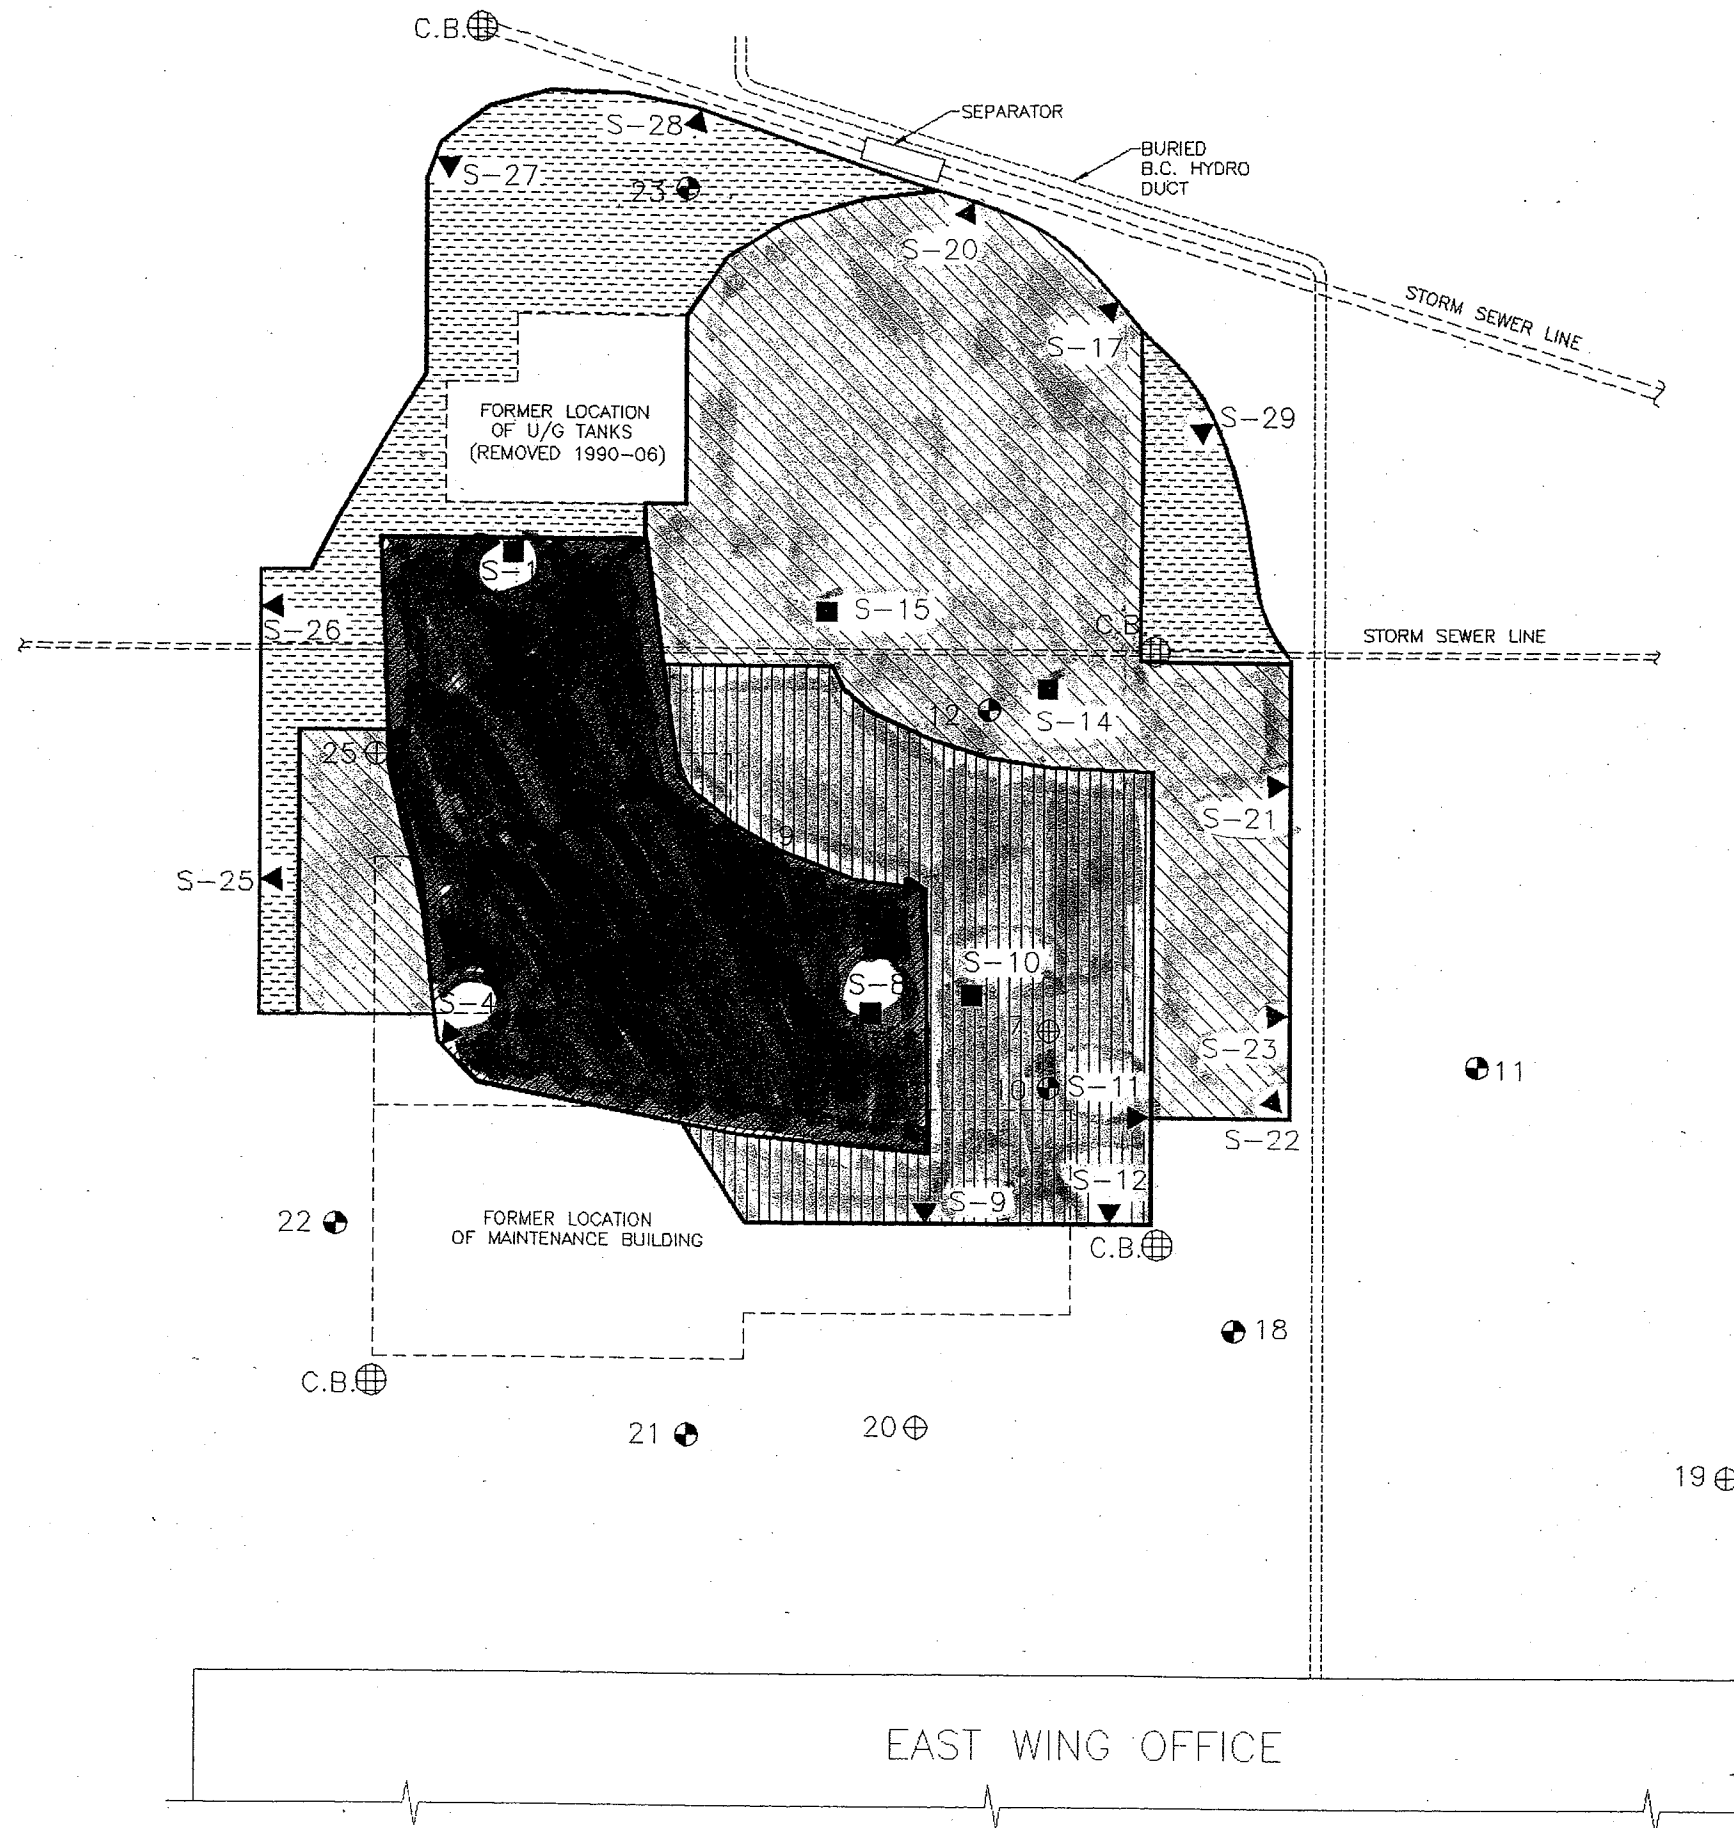 C.B.
SEPARATOR
BURIED
B.C. HYDRO
DUCT
S-28
S-27
23
S-20
STORM SEWER LINE
S-17
FORMER LOCATION
OF U/G TANKS
(REMOVED 1990-06)
S-29
S-1
S-15
S-26
C.B.
STORM SEWER LINE
12
S-14
25
S-21
9
S-25
S-10
S-8
S-4
7
S-23
11
10
S-11
S-22
S-12
S-9
22
FORMER LOCATION
OF MAINTENANCE BUILDING
C.B.
18
C.B.
21
20
19
EAST WING OFFICE